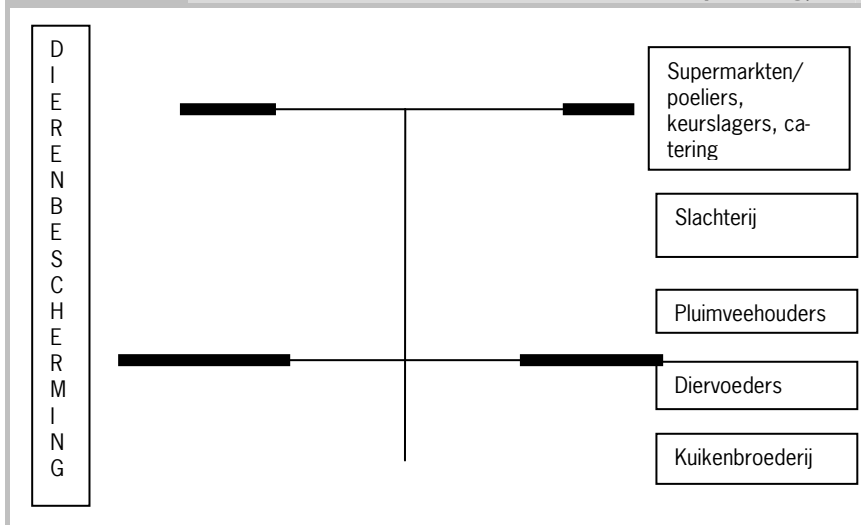 D
I
E
R
E
N
B
E
S
C
H
E
R
M
I
N
G
Supermarkten/
poeliers,
keurslagers, ca-
tering
Slachterij
Pluimveehouders
Diervoeders
Kuikenbroederij